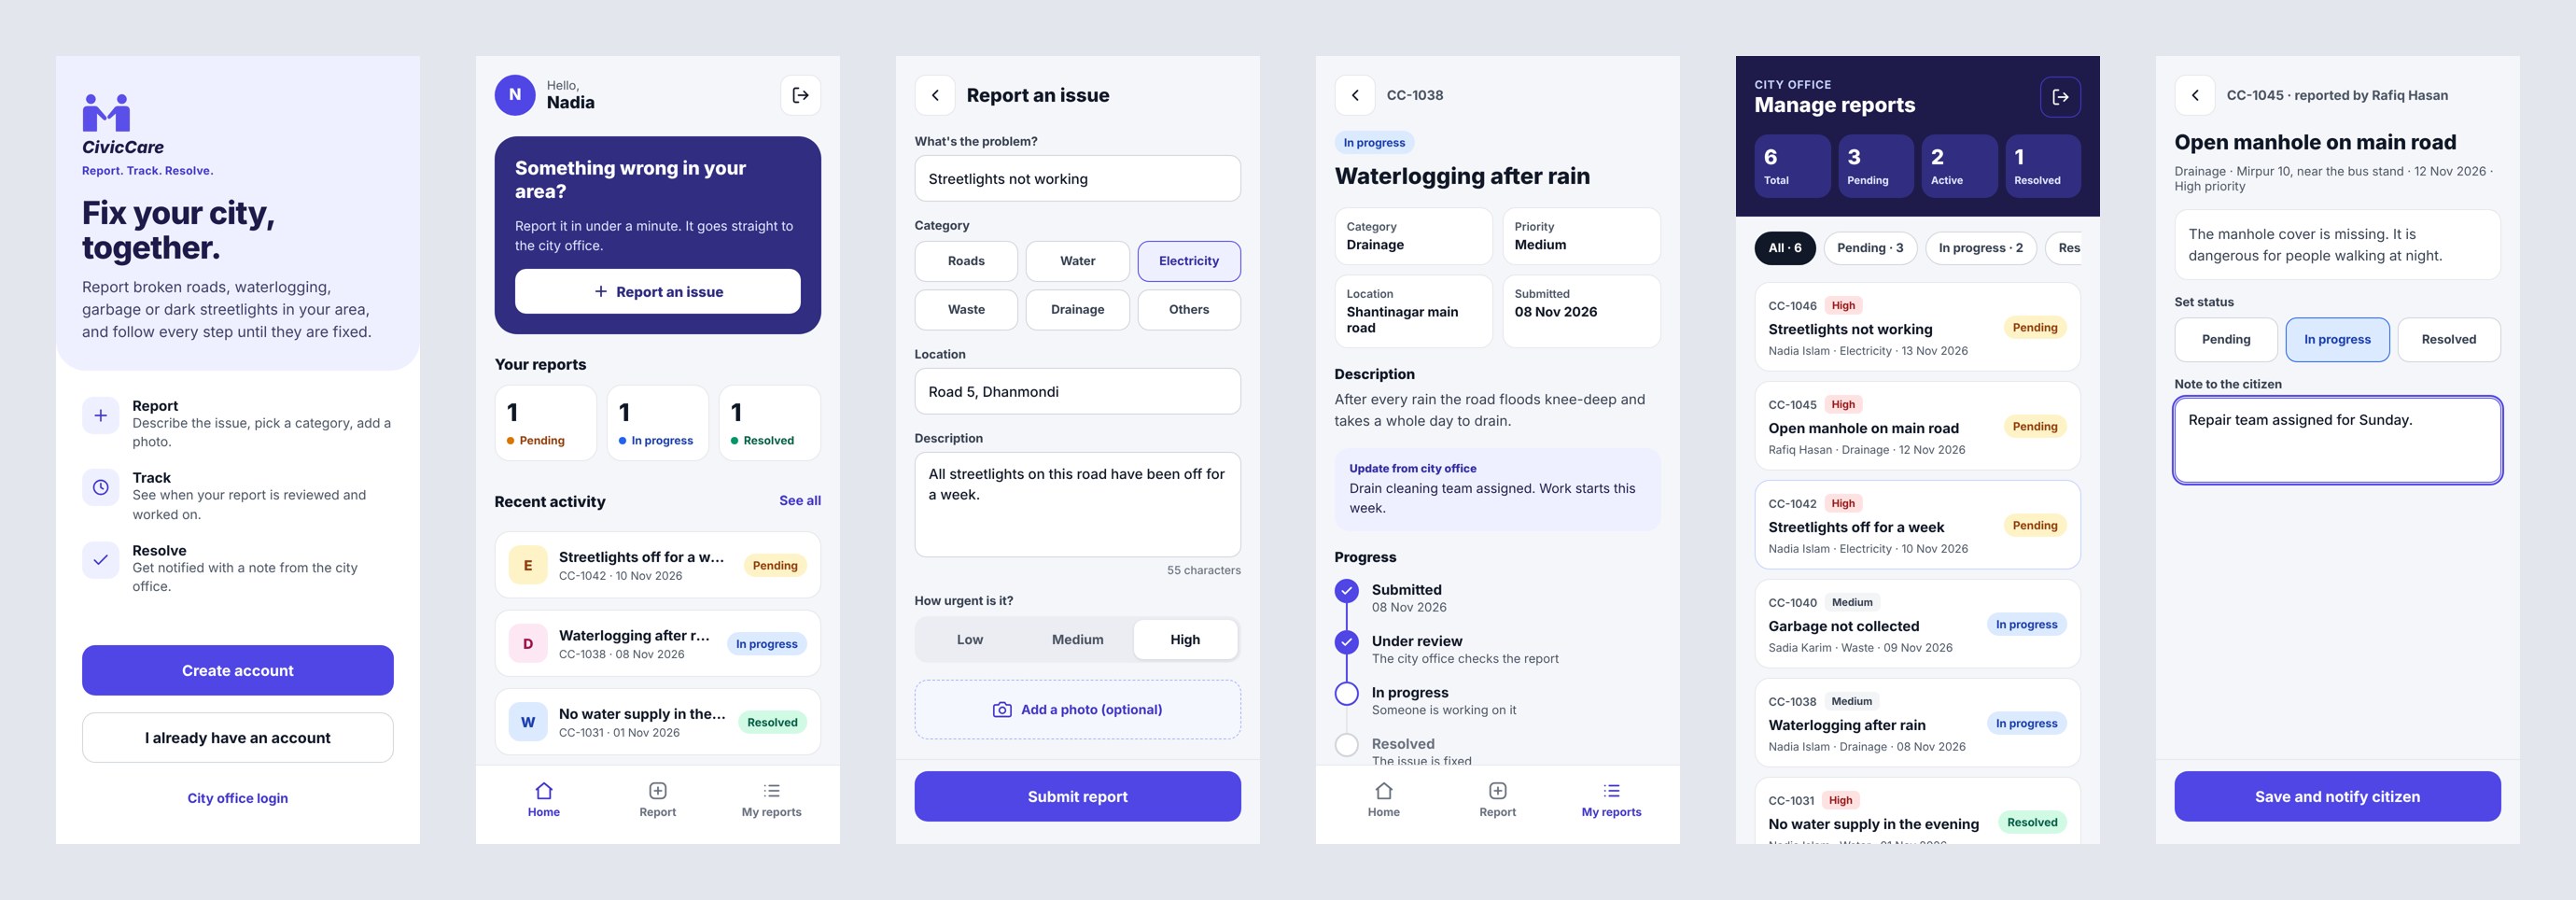 CivicCare
Report. Track. Resolve.
Fix your city,
together.
Report broken roads, waterlogging,
garbage or dark streetlights in your area,
and follow every step until they are fixed.
Report
Describe the issue, pick a category, add a
photo.
Track
See when your report is reviewed and
worked on.
Resolve
Get notified with a note from the city
office.
Create account
I already have an account
City office login
N
Hello,
Nadia
Something wrong in your
area?
Report it in under a minute. It goes straight to
the city office.
+ Report an issue
Your reports
1
Pending
1
In progress
1
Resolved
Recent activity See all
E
Streetlights off for a w...
CC-1042 · 10 Nov 2026
Pending
D
Waterlogging after r...
CC-1038 · 08 Nov 2026
In progress
W
No water supply in the...
CC-1031 · 01 Nov 2026
Resolved
Home Report My reports
Report an issue
What's the problem?
Streetlights not working
Category
Roads Water Electricity
Waste Drainage Others
Location
Road 5, Dhanmondi
Description
All streetlights on this road have been off for
a week.
55 characters
How urgent is it?
Low Medium High
Add a photo (optional)
Submit report
CC-1038
In progress
Waterlogging after rain
Category
Drainage
Priority
Medium
Location
Shantinagar main
road
Submitted
08 Nov 2026
Description
After every rain the road floods knee-deep and
takes a whole day to drain.
Update from city office
Drain cleaning team assigned. Work starts this
week.
Progress
Submitted
08 Nov 2026
Under review
The city office checks the report
In progress
Someone is working on it
Resolved
The issue is fixed
Home Report My reports
CITY OFFICE
Manage reports
6
Total
3
Pending
2
Active
1
Resolved
All · 6 Pending · 3 In progress · 2 Res
CC-1046 High
Streetlights not working
Nadia Islam · Electricity · 13 Nov 2026
Pending
CC-1045 High
Open manhole on main road
Rafiq Hasan · Drainage · 12 Nov 2026
Pending
CC-1042 High
Streetlights off for a week
Nadia Islam · Electricity · 10 Nov 2026
Pending
CC-1040 Medium
Garbage not collected
Sadia Karim · Waste · 09 Nov 2026
In progress
CC-1038 Medium
Waterlogging after rain
Nadia Islam · Drainage · 08 Nov 2026
In progress
CC-1031 High
No water supply in the evening
Resolved
CC-1045 · reported by Rafiq Hasan
Open manhole on main road
Drainage · Mirpur 10, near the bus stand · 12 Nov 2026 ·
High priority
The manhole cover is missing. It is
dangerous for people walking at night.
Set status
Pending In progress Resolved
Note to the citizen
Repair team assigned for Sunday.
Save and notify citizen